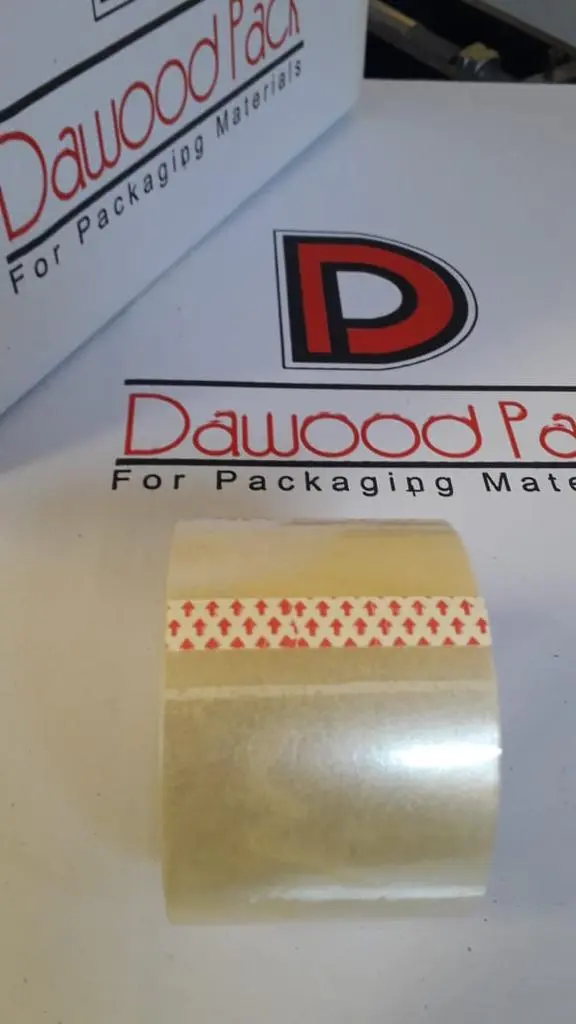 Dawood Pack
For Packaging Materials
D
Dawood Pa
For Packaging Mate